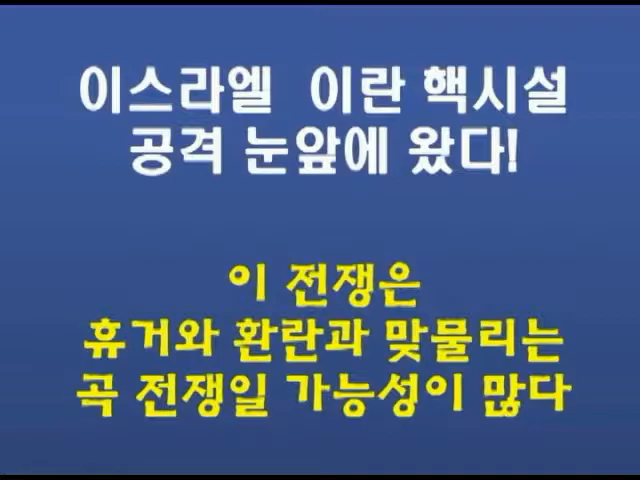 이스라엘 이란 핵시설
공격 눈앞에 왔다!
이 전쟁은
휴거와 환란과 맞물리는
곡 전쟁일 가능성이 많다